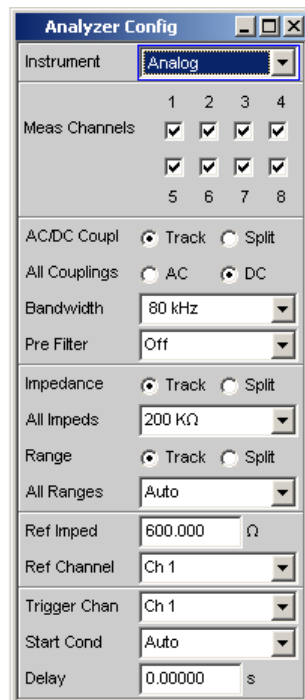 Analyzer Config
Instrument Analog
1 2 3 4
Meas Channels
5 6 7 8
AC/DC Coupl Track Split
All Couplings AC DC
Bandwidth 80 kHz
Pre Filter Off
Impedance Track Split
All Impeds 200 KΩ
Range Track Split
All Ranges Auto
Ref Imped 600.000 Ω
Ref Channel Ch 1
Trigger Chan Ch 1
Start Cond Auto
Delay 0.00000 s